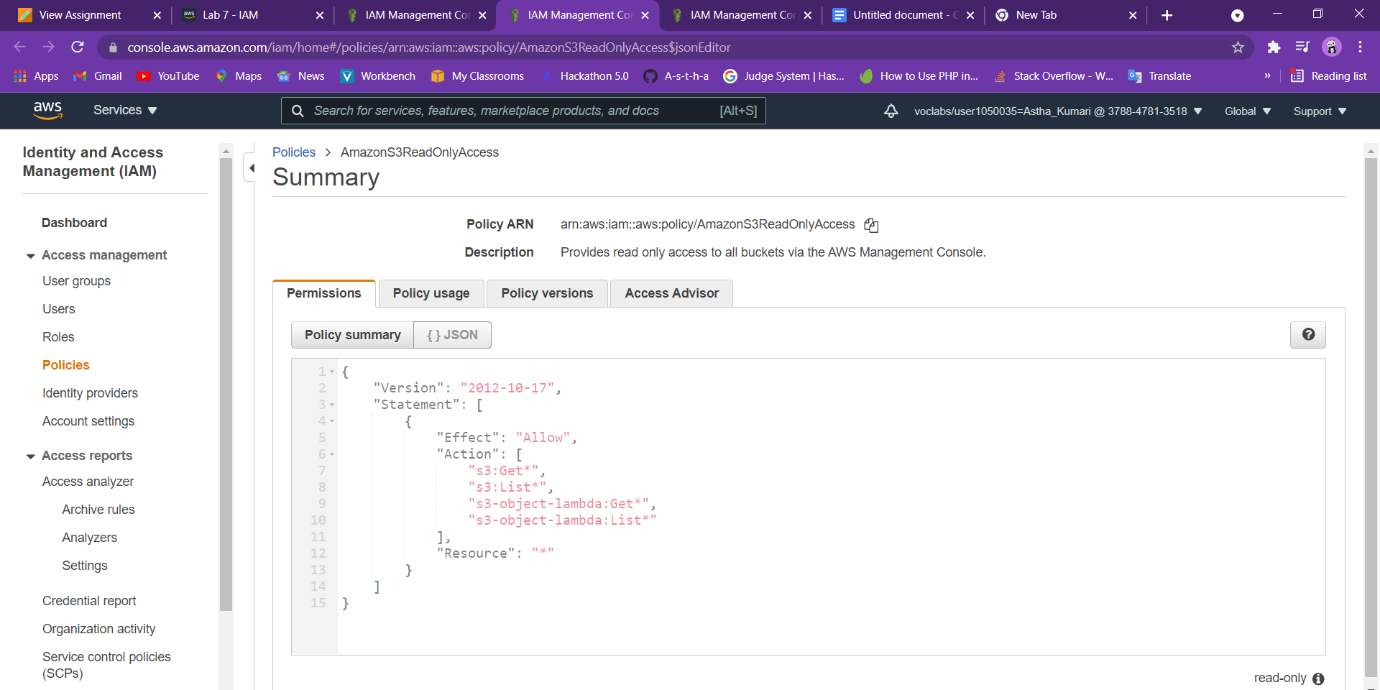 View Assignment
Lab 7 - IAM
IAM Management Co
IAM Management Co
IAM Management Co
Untitled document -
New Tab
console.aws.amazon.com/iam/home#/policies/arn:aws:iam::aws:policy/AmazonS3ReadOnlyAccess$jsonEditor
Apps Gmail YouTube Maps News Workbench My Classrooms Hackathon 5.0 A-s-t-h-a Judge System | Has... How to Use PHP in... Stack Overflow - W... Translate » Reading list
aws Services Search for services, features, marketplace products, and docs [Alt+S] voclabs/user1050035=Astha_Kumari @ 3788-4781-3518 Global Support
Identity and Access
Management (IAM)
Dashboard
Access management
User groups
Users
Roles
Policies
Identity providers
Account settings
Access reports
Access analyzer
Archive rules
Analyzers
Settings
Credential report
Organization activity
Service control policies
(SCPs)
Policies > AmazonS3ReadOnlyAccess
Summary
Policy ARN arn:aws:iam::aws:policy/AmazonS3ReadOnlyAccess
Description Provides read only access to all buckets via the AWS Management Console.
Permissions Policy usage Policy versions Access Advisor
Policy summary { } JSON ?
1 {
2 "Version": "2012-10-17",
3 "Statement": [
4 {
5 "Effect": "Allow",
6 "Action": [
7 "s3:Get*",
8 "s3:List*",
9 "s3-object-lambda:Get*",
10 "s3-object-lambda:List*"
11 ],
12 "Resource": "*"
13 }
14 ]
15 }
read-only